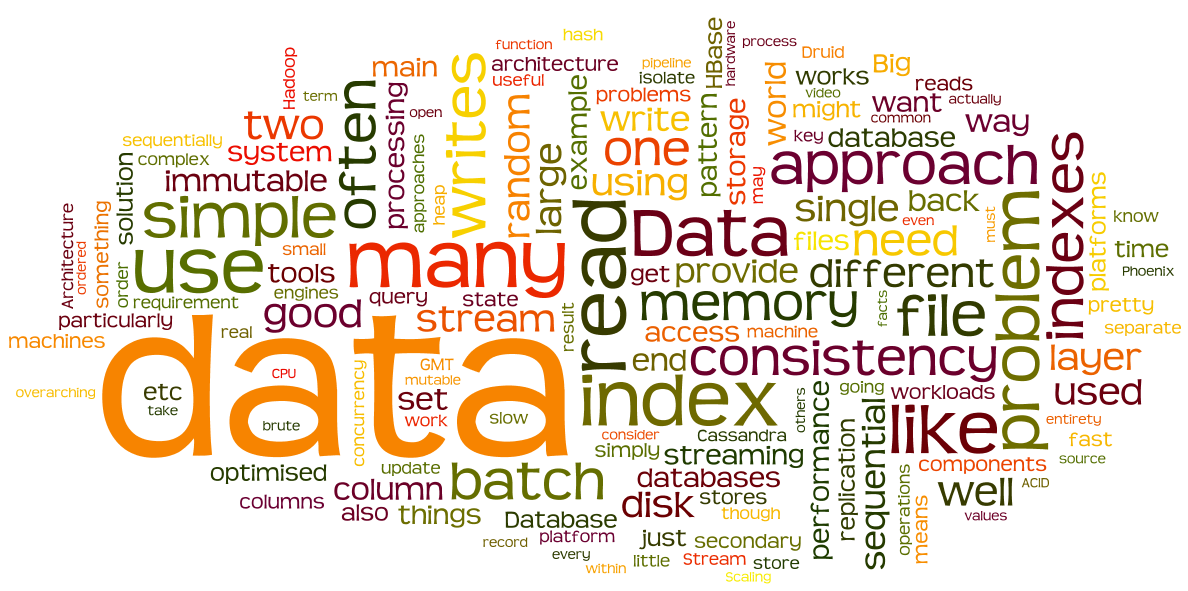 function
hash
HBase
hardware
process
Hadoop
main
writes
architecture
pipeline
isolate
Druid
Big
term
often
processing
open
useful
problems
world
works
video
reads
actually
two
random
example
write
pattern
storage
might
want
common
way
sequentially
system
approaches
large
one
key
database
complex
immutable
heap
using
may
approach
indexes
solution
simple
many
read
Data
single
back
platforms
know
Architecture
ordered
something
order
use
small
tools
files
need
even
must
problem
time
requirement
engines
query
state
get
provide
different
Phoenix
particularly
good
stream
result
memory
facts
file
pretty
machines
real
data
access
machine
separate
CPU
GMT
mutable
end
consistency
layer
overarching
etc
take
brute
concurrency
set
work
slow
index
performance
others
going
workloads
used
like
entirety
consider
Cassandra
replication
sequential
fast
optimised
update
batch
simply
streaming
components
source
columns
column
databases
operations
well
ACID
also
things
disk
stores
though
means
values
Database
record
platform
just
secondary
every
within
little
Stream
store
Scaling